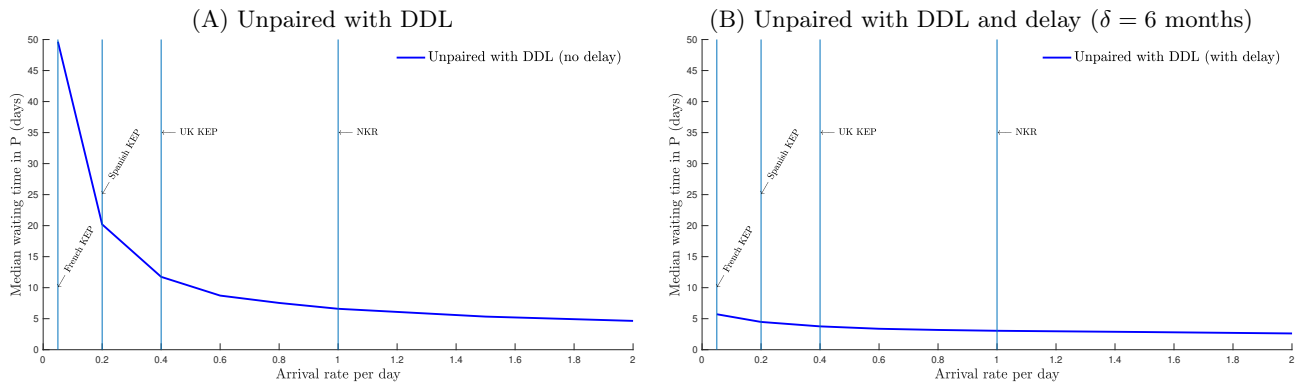 (A) Unpaired with DDL
Median waiting time in P (days)
50
45
40
35
30
25
20
15
10
5
0
Unpaired with DDL (no delay)
French KEP
Spanish KEP
UK KEP
NKR
0 0.2 0.4 0.6 0.8 1 1.2 1.4 1.6 1.8 2
Arrival rate per day
(B) Unpaired with DDL and delay (δ = 6 months)
Median waiting time in P (days)
50
45
40
35
30
25
20
15
10
5
0
Unpaired with DDL (with delay)
French KEP
Spanish KEP
UK KEP
NKR
0 0.2 0.4 0.6 0.8 1 1.2 1.4 1.6 1.8 2
Arrival rate per day